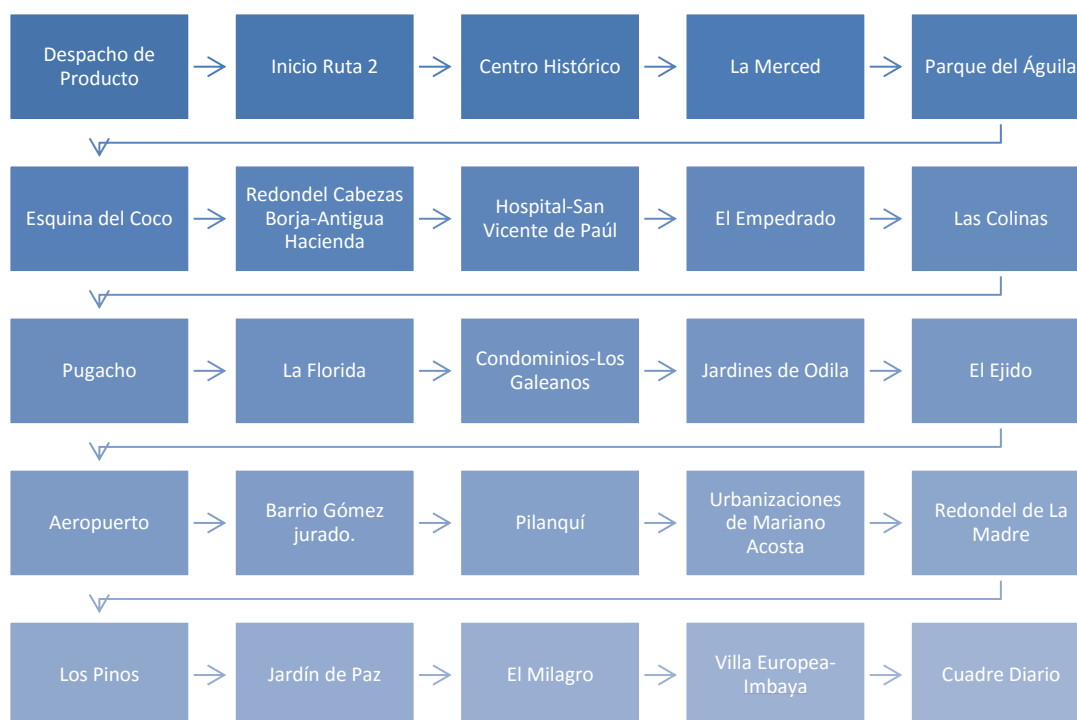 Despacho de
Producto
Inicio Ruta 2
Centro Histórico
La Merced
Parque del Águila
Esquina del Coco
Redondel Cabezas
Borja-Antigua
Hacienda
Hospital-San
Vicente de Paúl
El Empedrado
Las Colinas
Pugacho
La Florida
Condominios-Los
Galeanos
Jardines de Odila
El Ejido
Aeropuerto
Barrio Gómez
jurado.
Pilanquí
Urbanizaciones
de Mariano
Acosta
Redondel de La
Madre
Los Pinos
Jardín de Paz
El Milagro
Villa Europea-
Imbaya
Cuadre Diario